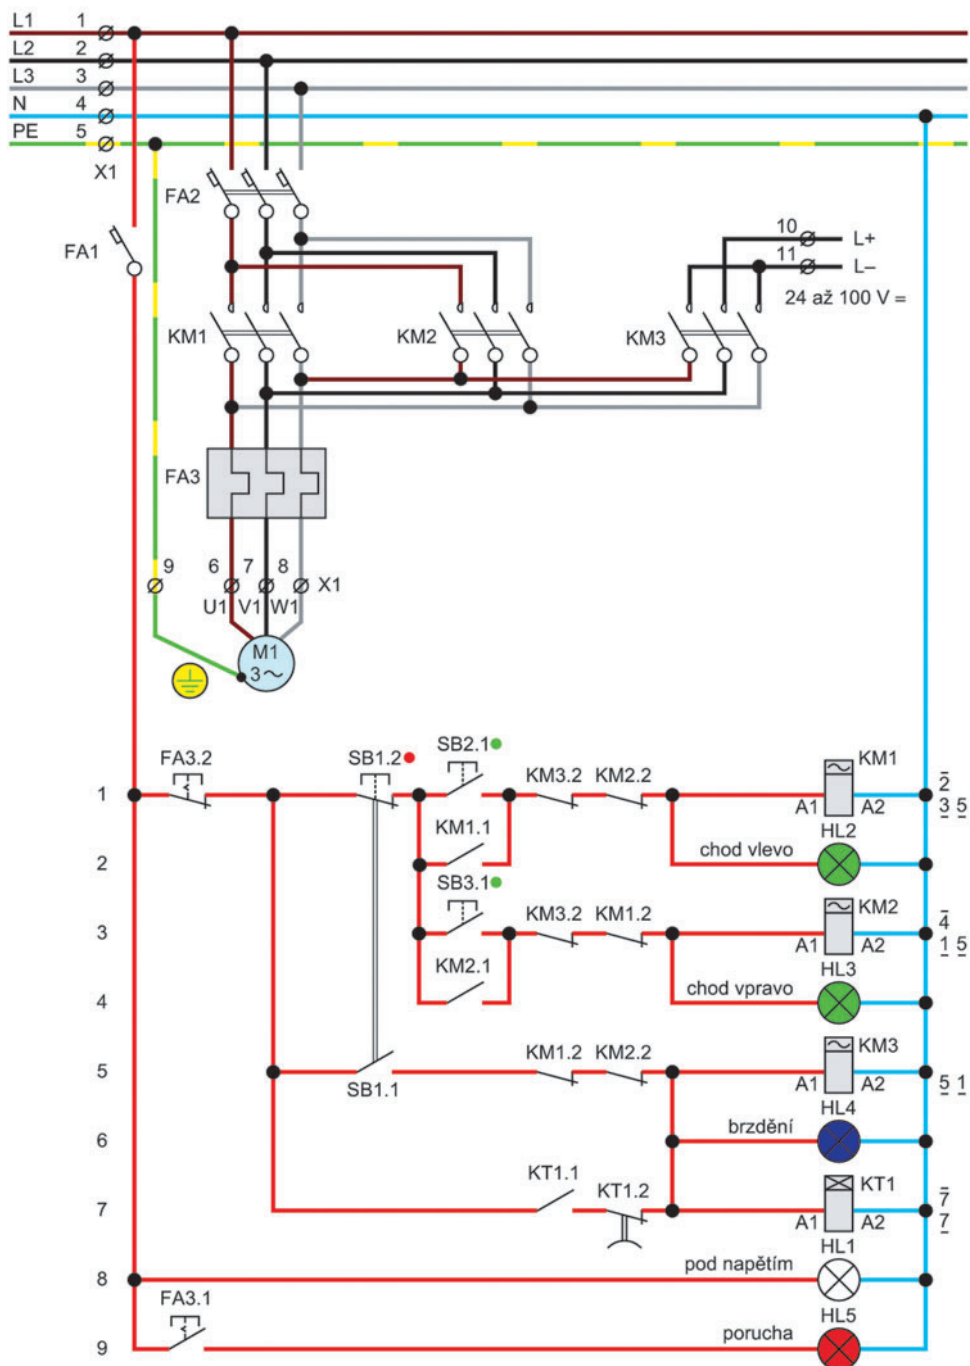 L1 1
L2 2
L3 3
N 4
PE 5
X1
FA2
FA1
10 L+
11 L–
24 až 100 V =
KM1 KM2 KM3
FA3
9 6 7 8 X1
U1 V1 W1
M1
3~
FA3.2 SB1.2 SB2.1 KM3.2 KM2.2 KM1
1 A1 A2 2
3 5
KM1.1 HL2
2 chod vlevo
SB3.1 KM3.2 KM1.2 KM2
3 A1 A2 4
1 5
KM2.1 HL3
4 chod vpravo
KM1.2 KM2.2 KM3
5 SB1.1 A1 A2 5 1
HL4
6 brzdění
KT1.1 KT1.2 KT1
7 A1 A2 7
7
HL1
8 pod napětím
FA3.1 HL5
9 porucha